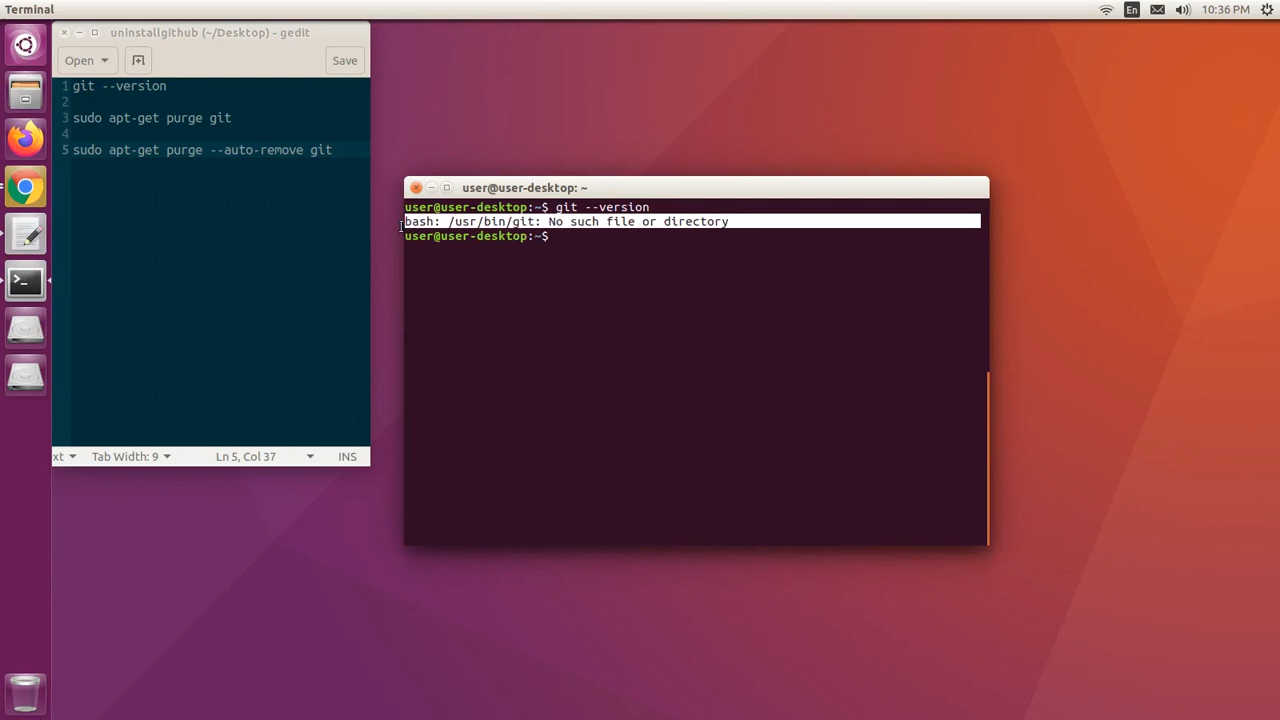 Terminal
En
10:36 PM
uninstallgithub (~/Desktop) - gedit
Open
Save
1 git --version
2
3 sudo apt-get purge git
4
5 sudo apt-get purge --auto-remove git
xt
Tab Width: 9
Ln 5, Col 37
INS
user@user-desktop: ~
user@user-desktop:~$ git --version
bash: /usr/bin/git: No such file or directory
user@user-desktop:~$